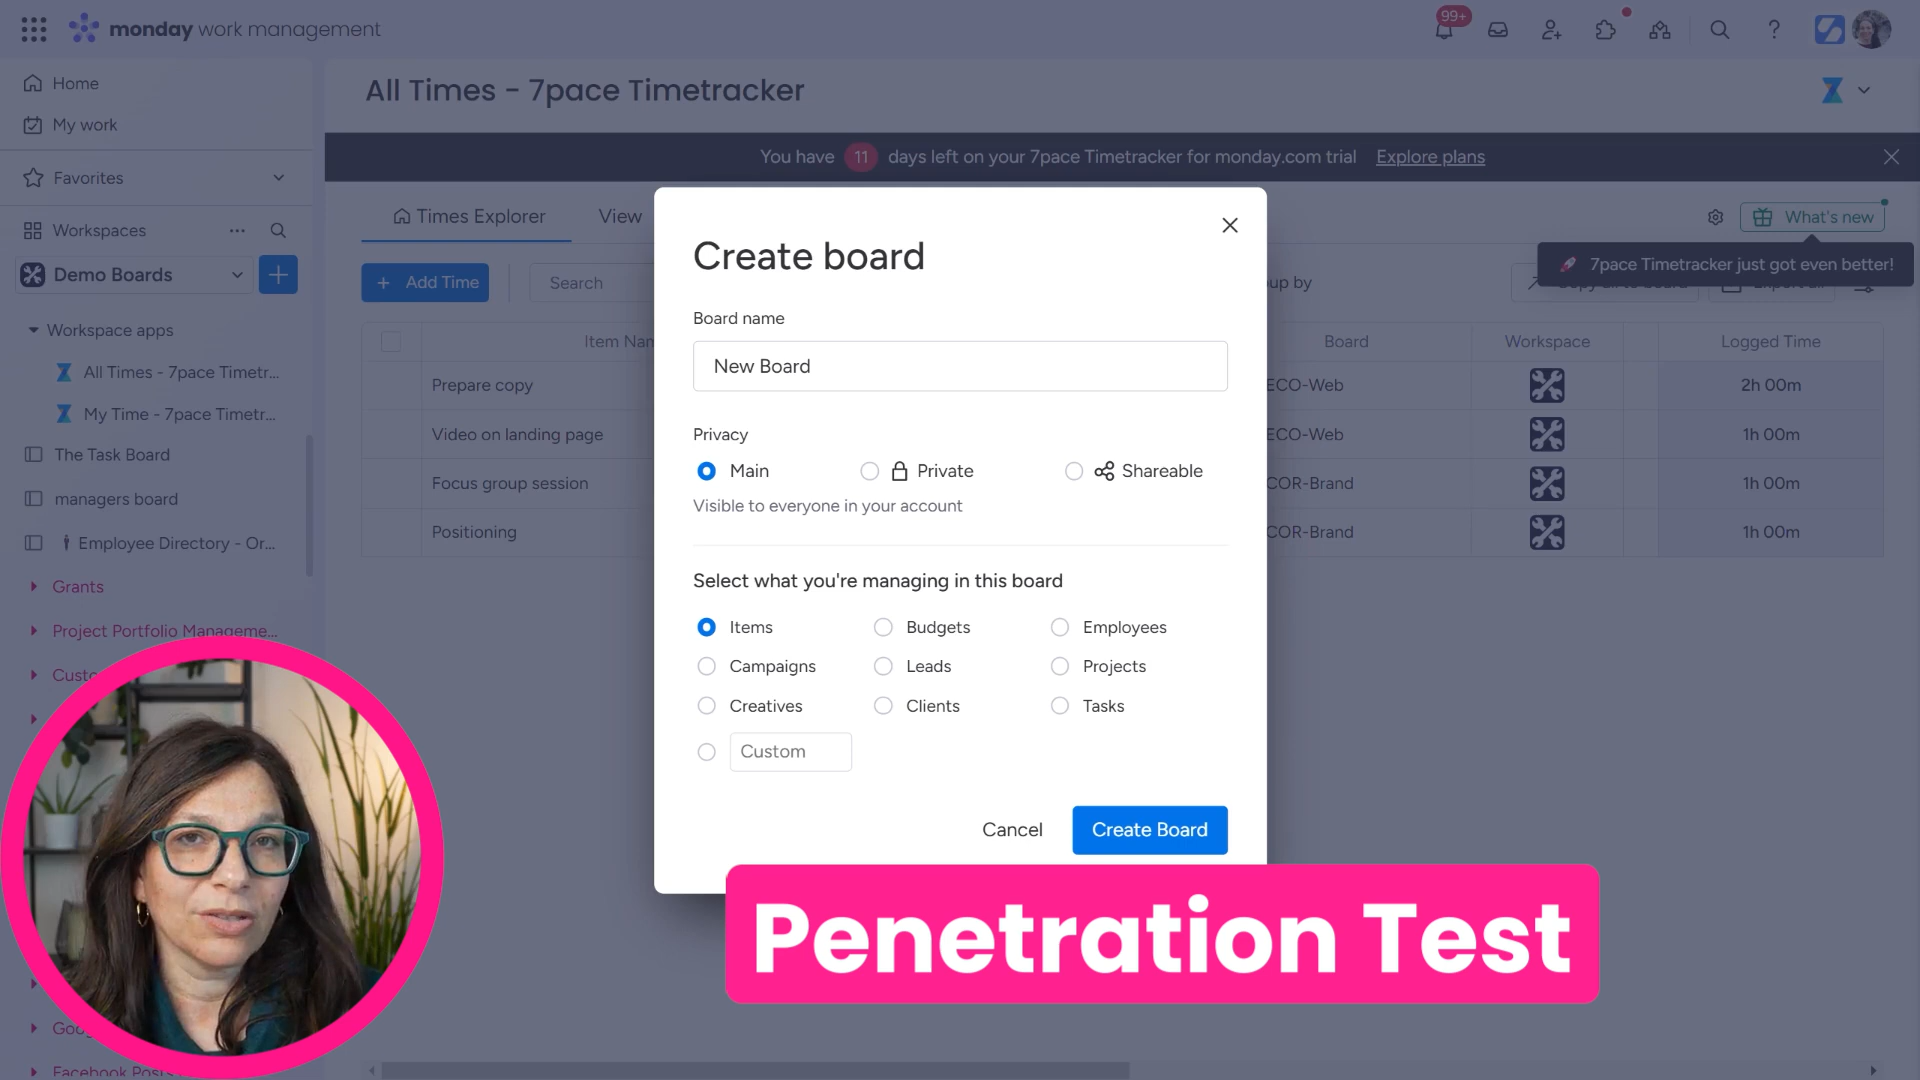 monday work management
99+
Home
My work
Favorites
Workspaces
Demo Boards
Workspace apps
All Times - 7pace Timetr...
My Time - 7pace Timetr...
The Task Board
managers board
Employee Directory - Or...
Grants
Project Portfolio Manageme...
All Times - 7pace Timetracker
You have 11 days left on your 7pace Timetracker for monday.com trial Explore plans
Times Explorer
View
What's new
7pace Timetracker just got even better!
+ Add Time
Search
Board
Workspace
Logged Time
Prepare copy
ECO-Web
2h 00m
Video on landing page
ECO-Web
1h 00m
Focus group session
COR-Brand
1h 00m
Positioning
COR-Brand
1h 00m
Create board
Board name
New Board
Privacy
Main
Private
Shareable
Visible to everyone in your account
Select what you're managing in this board
Items
Budgets
Employees
Campaigns
Leads
Projects
Creatives
Clients
Tasks
Custom
Cancel
Create Board
Penetration Test